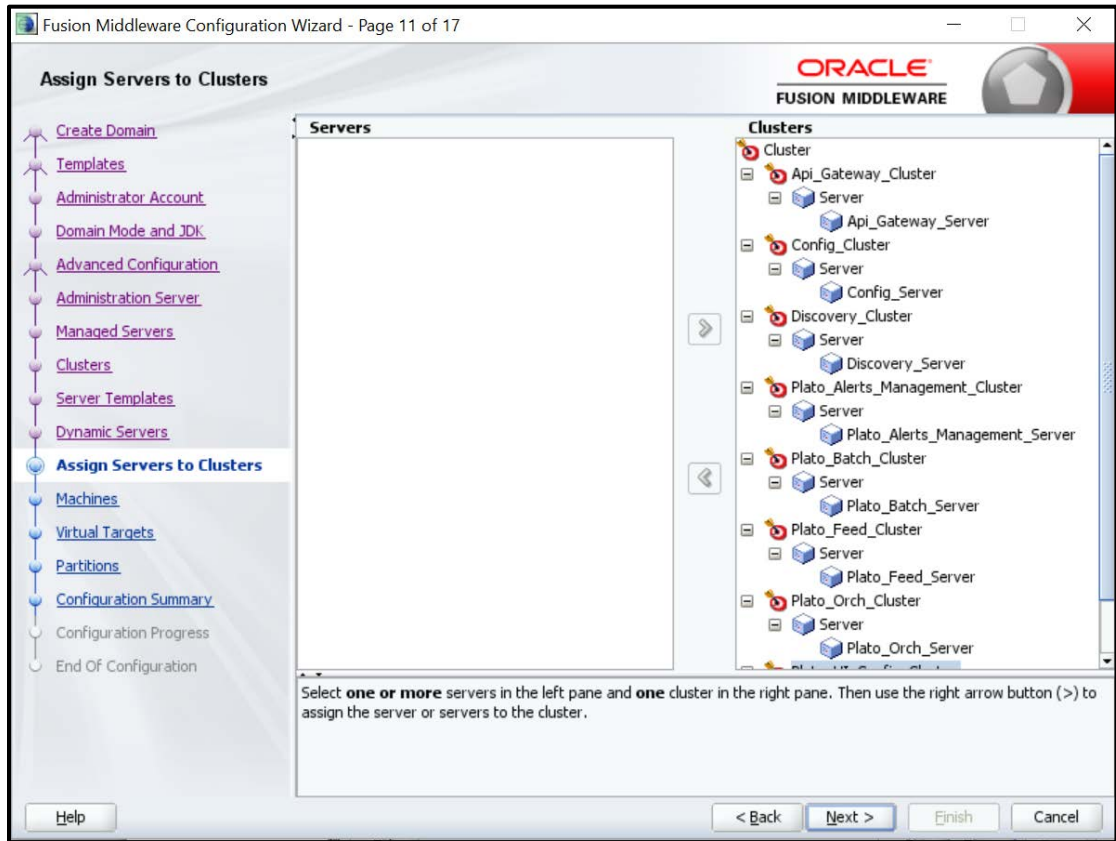 Fusion Middleware Configuration Wizard - Page 11 of 17
Assign Servers to Clusters
ORACLE
FUSION MIDDLEWARE
Create Domain
Templates
Administrator Account
Domain Mode and JDK
Advanced Configuration
Administration Server
Managed Servers
Clusters
Server Templates
Dynamic Servers
Assign Servers to Clusters
Machines
Virtual Targets
Partitions
Configuration Summary
Configuration Progress
End Of Configuration
Servers
Clusters
Cluster
Api_Gateway_Cluster
Server
Api_Gateway_Server
Config_Cluster
Server
Config_Server
Discovery_Cluster
Server
Discovery_Server
Plato_Alerts_Management_Cluster
Server
Plato_Alerts_Management_Server
Plato_Batch_Cluster
Server
Plato_Batch_Server
Plato_Feed_Cluster
Server
Plato_Feed_Server
Plato_Orch_Cluster
Server
Plato_Orch_Server
Select one or more servers in the left pane and one cluster in the right pane. Then use the right arrow button (>) to
assign the server or servers to the cluster.
Help
< Back
Next >
Finish
Cancel